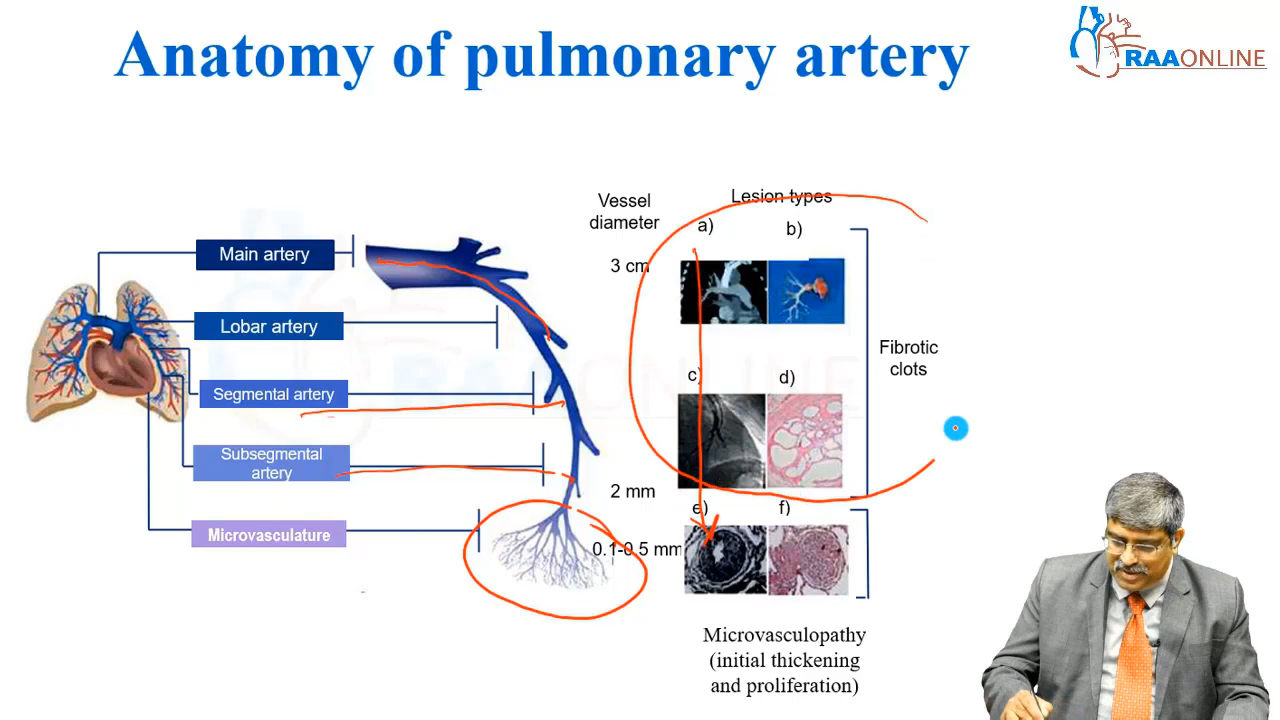 Anatomy of pulmonary artery
RAAONLINE
Vessel
diameter
Lesion types
a)
b)
Main artery
3 cm
Lobar artery
Fibrotic
clots
c)
d)
Segmental artery
Subsegmental
artery
2 mm
e)
f)
Microvasculature
0.1-0.5 mm
Microvasculopathy
(initial thickening
and proliferation)
RAAONLINE